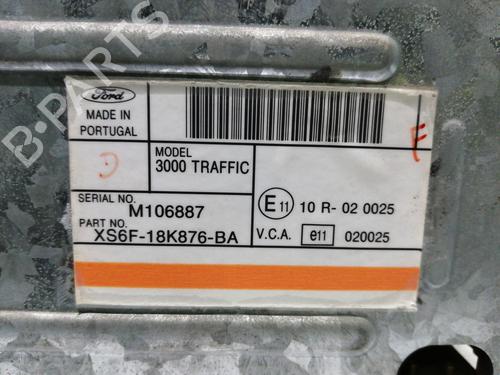 B-PARTS
Ford
MADE IN
PORTUGAL
C
MODEL
3000 TRAFFIC
F
SERIAL NO.
M106887
PART NO.
XS6F-18K876-BA
E 11 10 R- 02 0025
V.C.A. e11 020025